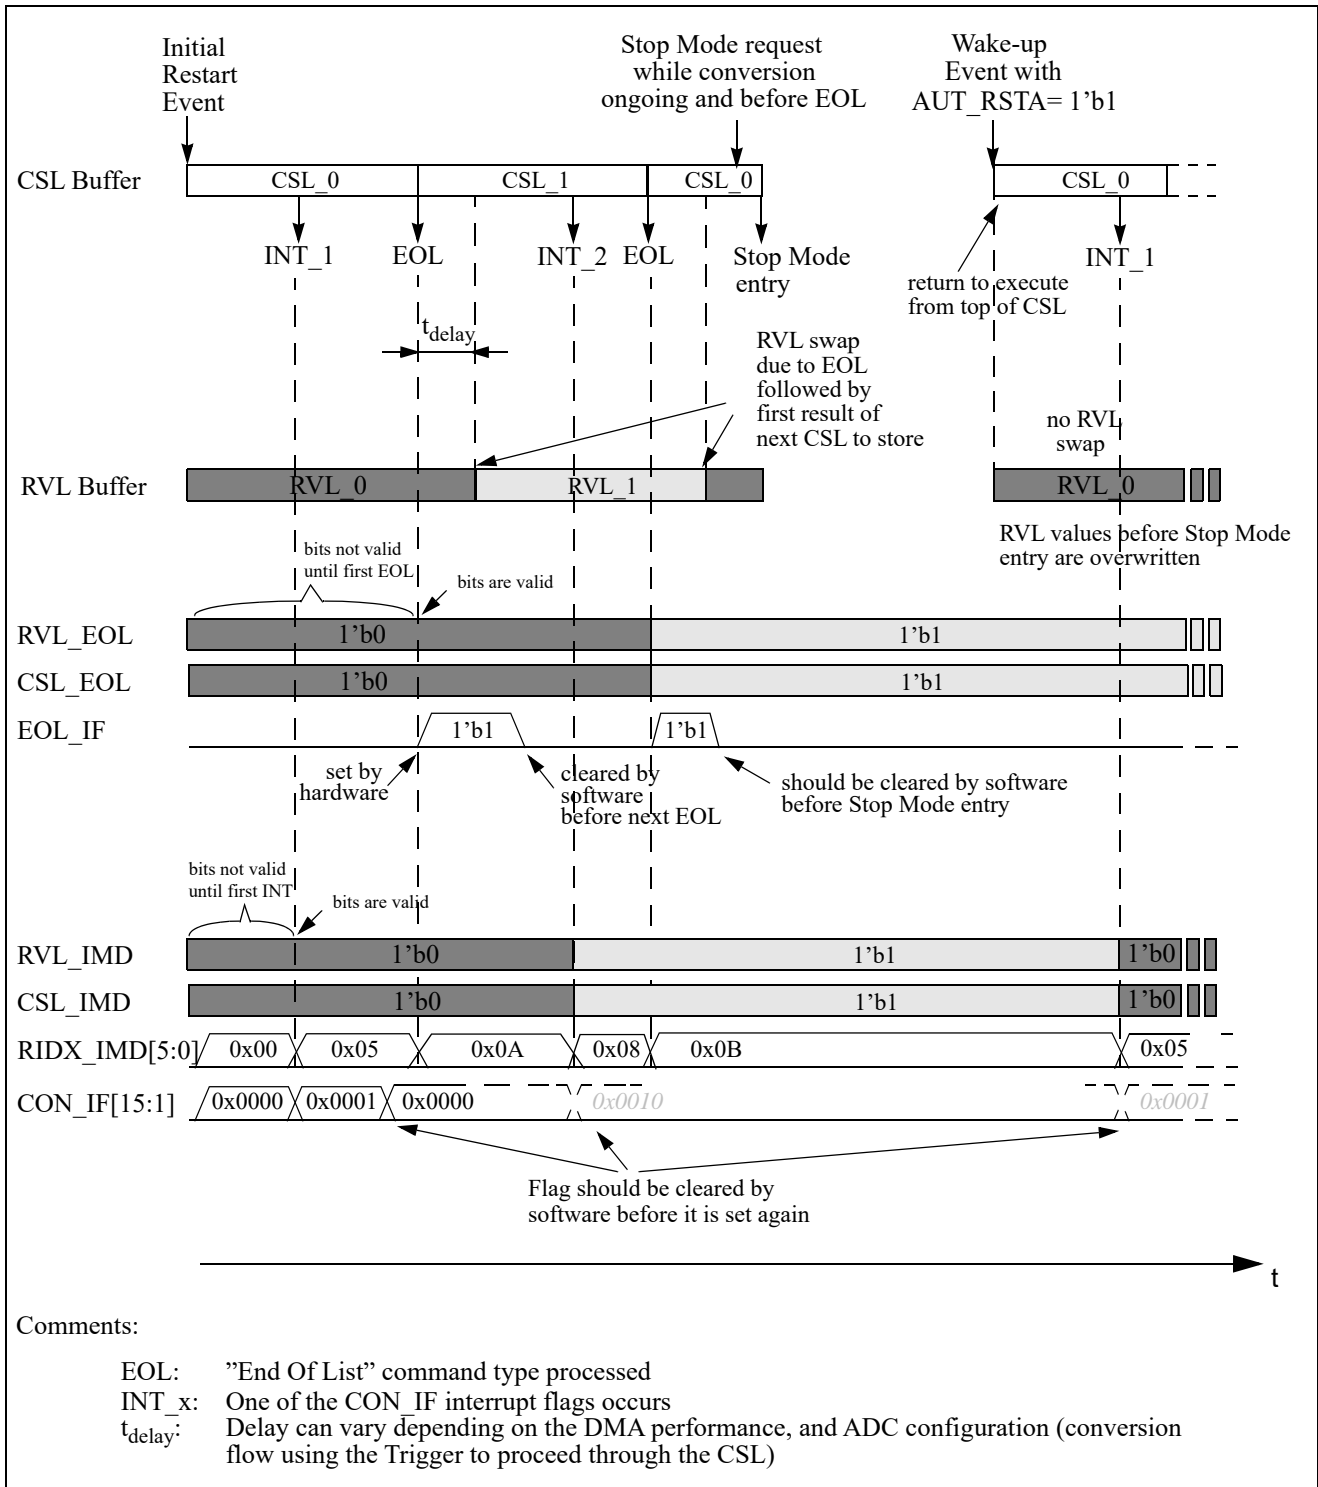 Initial
Restart
Event
Stop Mode request
while conversion
ongoing and before EOL
Wake-up
Event with
AUT_RSTA= 1’b1
CSL Buffer
CSL_0
CSL_1
CSL_0
CSL_0
INT_1
EOL
INT_2
EOL
Stop Mode
entry
INT_1
return to execute
from top of CSL
tdelay
RVL swap
due to EOL
followed by
first result of
next CSL to store
no RVL
swap
RVL Buffer
RVL_0
RVL_1
RVL_0
RVL values before Stop Mode
entry are overwritten
bits not valid
until first EOL
bits are valid
RVL_EOL
1’b0
1’b1
CSL_EOL
1’b0
1’b1
EOL_IF
1’b1
1’b1
set by
hardware
cleared by
software
before next EOL
should be cleared by software
before Stop Mode entry
bits not valid
until first INT
bits are valid
RVL_IMD
1’b0
1’b1
1’b0
CSL_IMD
1’b0
1’b1
1’b0
RIDX_IMD[5:0]
0x00
0x05
0x0A
0x08
0x0B
0x05
CON_IF[15:1]
0x0000
0x0001
0x0000
0x0010
0x0001
Flag should be cleared by
software before it is set again
t
Comments:
EOL: ”End Of List” command type processed
INT_x: One of the CON_IF interrupt flags occurs
tdelay: Delay can vary depending on the DMA performance, and ADC configuration (conversion
flow using the Trigger to proceed through the CSL)